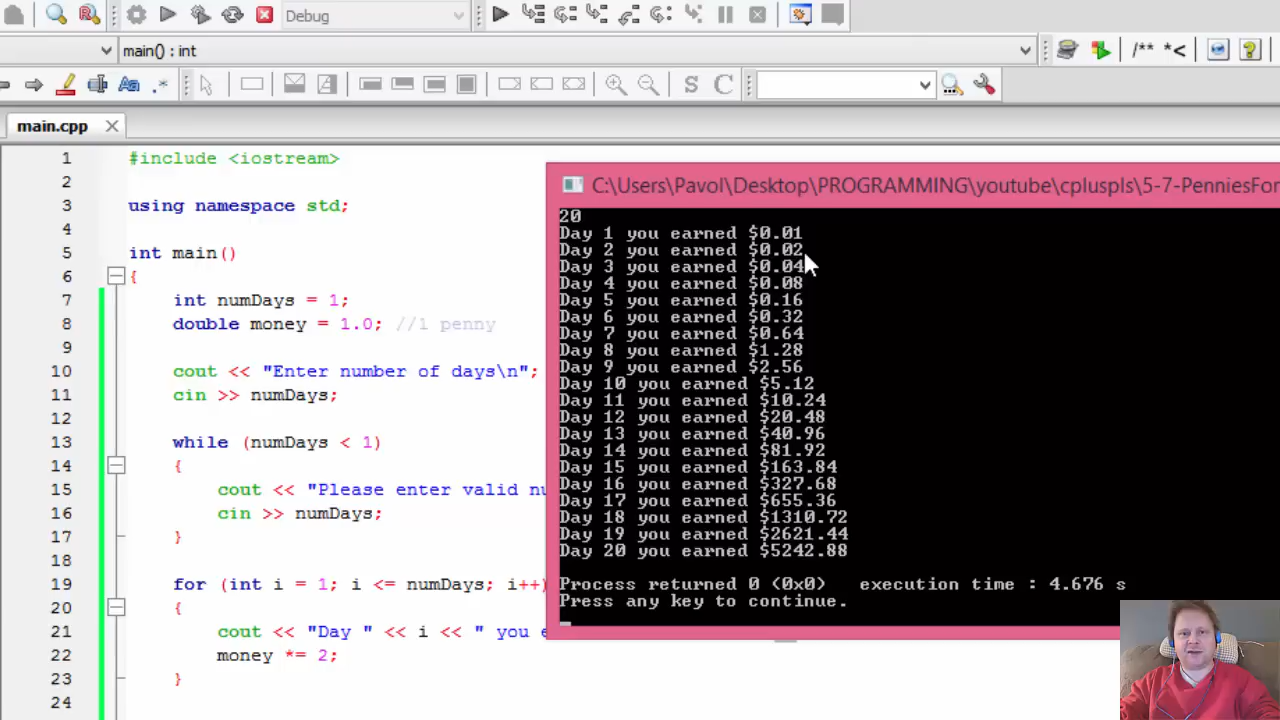 Debug
main() : int
/** *<
S C
main.cpp
1 #include <iostream>
2
3 using namespace std;
4
5 int main()
6 {
7 int numDays = 1;
8 double money = 1.0; //1 penny
9
10 cout << "Enter number of days\n";
11 cin >> numDays;
12
13 while (numDays < 1)
14 {
15 cout << "Please enter valid nu
16 cin >> numDays;
17 }
18
19 for (int i = 1; i <= numDays; i++)
20 {
21 cout << "Day " << i << " you e
22 money *= 2;
23 }
24
C:\Users\Pavol\Desktop\PROGRAMMING\youtube\cpluspls\5-7-PenniesFor
20
Day 1 you earned $0.01
Day 2 you earned $0.02
Day 3 you earned $0.04
Day 4 you earned $0.08
Day 5 you earned $0.16
Day 6 you earned $0.32
Day 7 you earned $0.64
Day 8 you earned $1.28
Day 9 you earned $2.56
Day 10 you earned $5.12
Day 11 you earned $10.24
Day 12 you earned $20.48
Day 13 you earned $40.96
Day 14 you earned $81.92
Day 15 you earned $163.84
Day 16 you earned $327.68
Day 17 you earned $655.36
Day 18 you earned $1310.72
Day 19 you earned $2621.44
Day 20 you earned $5242.88
Process returned 0 (0x0) execution time : 4.676 s
Press any key to continue.